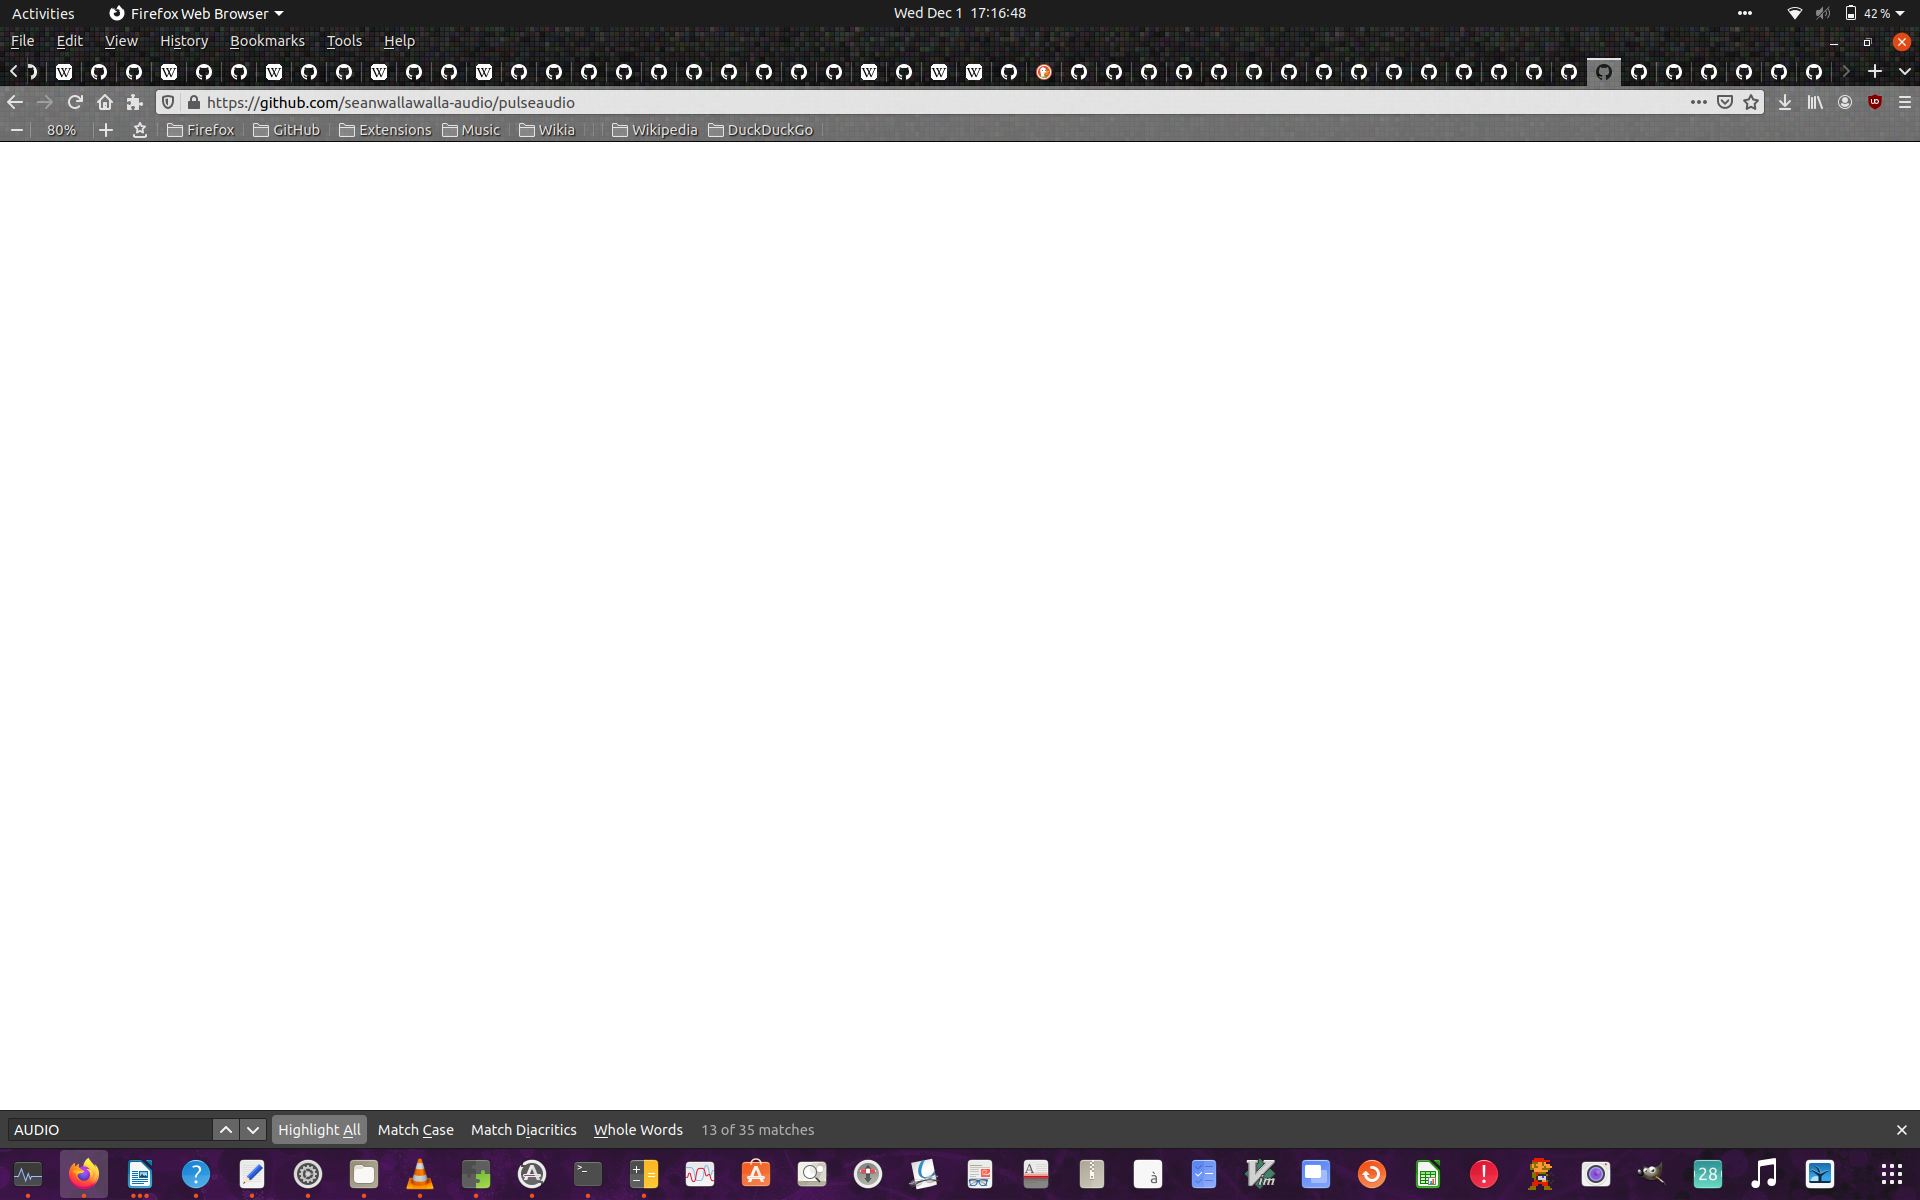 Activities Firefox Web Browser Wed Dec 1 17:16:48 42 %
File Edit View History Bookmarks Tools Help
https://github.com/seanwallawalla-audio/pulseaudio
80% Firefox GitHub Extensions Music Wikia Wikipedia DuckDuckGo
AUDIO Highlight All Match Case Match Diacritics Whole Words 13 of 35 matches
28